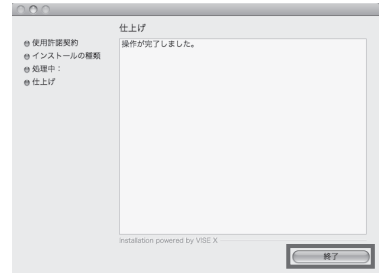 仕上げ
使用許諾契約
インストールの種類
処理中：
仕上げ
操作が完了しました。
Installation powered by VISE X
終了